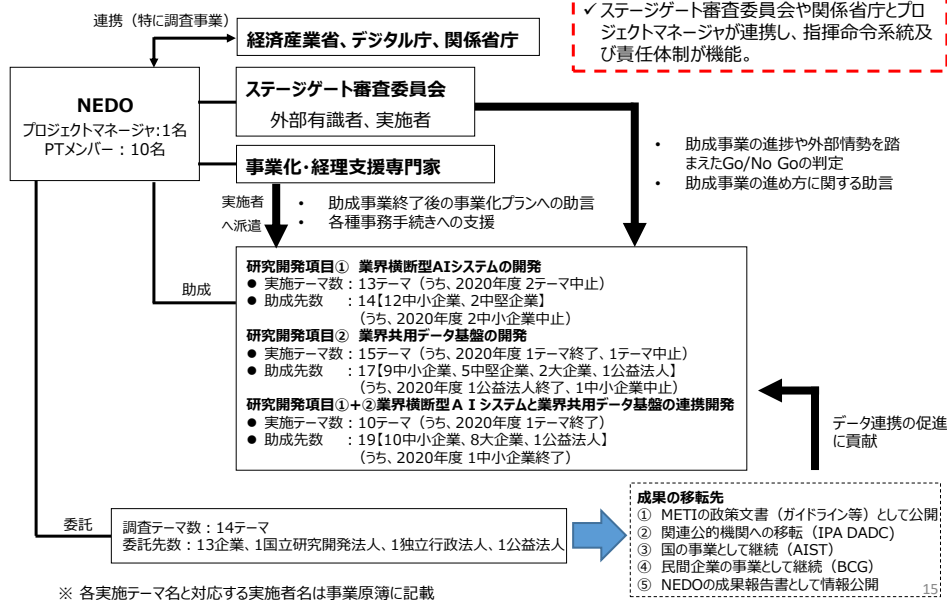 連携（特に調査事業）
経済産業省、デジタル庁、関係省庁
✓ ステージゲート審査委員会や関係省庁とプロ
ジェクトマネージャが連携し、指揮命令系統及
び責任体制が機能。
NEDO
プロジェクトマネージャ:1名
PTメンバー：10名
ステージゲート審査委員会
外部有識者、実施者
事業化・経理支援専門家
• 助成事業の進捗や外部情勢を踏
まえたGo/No Goの判定
• 助成事業の進め方に関する助言
実施者
へ派遣
• 助成事業終了後の事業化プランへの助言
• 各種事務手続きへの支援
助成
研究開発項目① 業界横断型AIシステムの開発
● 実施テーマ数：13テーマ（うち、2020年度 2テーマ中止）
● 助成先数 ：14【12中小企業、2中堅企業】
（うち、2020年度 2中小企業中止）
研究開発項目② 業界共用データ基盤の開発
● 実施テーマ数：15テーマ（うち、2020年度 1テーマ終了、1テーマ中止）
● 助成先数 ：17【9中小企業、5中堅企業、2大企業、1公益法人】
（うち、2020年度 1公益法人終了、1中小企業中止）
研究開発項目①+②業界横断型ＡＩシステムと業界共用データ基盤の連携開発
● 実施テーマ数：10テーマ（うち、2020年度 1テーマ終了）
● 助成先数 ：19【10中小企業、8大企業、1公益法人】
（うち、2020年度 1中小企業終了）
データ連携の促進
に貢献
委託
調査テーマ数：14テーマ
委託先数：13企業、1国立研究開発法人、1独立行政法人、1公益法人
成果の移転先
① METIの政策文書（ガイドライン等）として公開
② 関連公的機関への移転（IPA DADC)
③ 国の事業として継続（AIST）
④ 民間企業の事業として継続（BCG）
⑤ NEDOの成果報告書として情報公開
※ 各実施テーマ名と対応する実施者名は事業原簿に記載
15